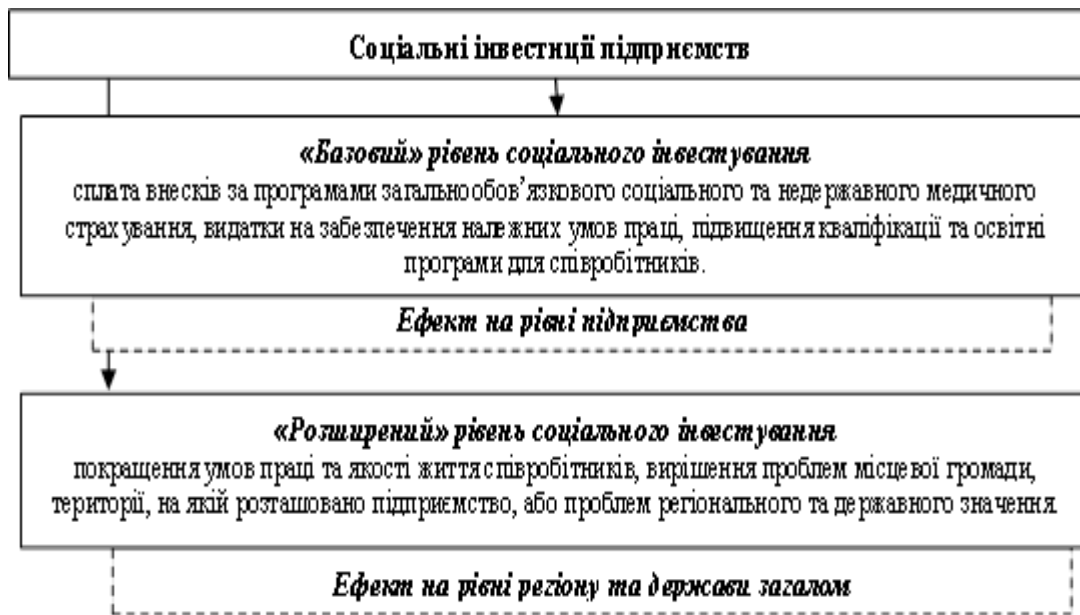 Соціальні інвестиції підприємств
«Базовий» рівень соціального інвестування
сплата внесків за програмами загальнообов’язкового соціального та недержавного медичного
страхування, видатки на забезпечення належних умов праці, підвищення кваліфікації та освітні
програми для співробітників.
Ефект на рівні підприємства
«Розширений» рівень соціального інвестування
покращення умов праці та якості життя співробітників, вирішення проблем місцевої громади,
території, на якій розташовано підприємство, або проблем регіонального та державного значення
Ефект на рівні регіону та держави загалом